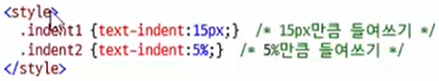 <style>
.indent1 {text-indent:15px;} /* 15px만큼 들여쓰기 */
.indent2 {text-indent:5%;} /* 5%만큼 들여쓰기 */
</style>